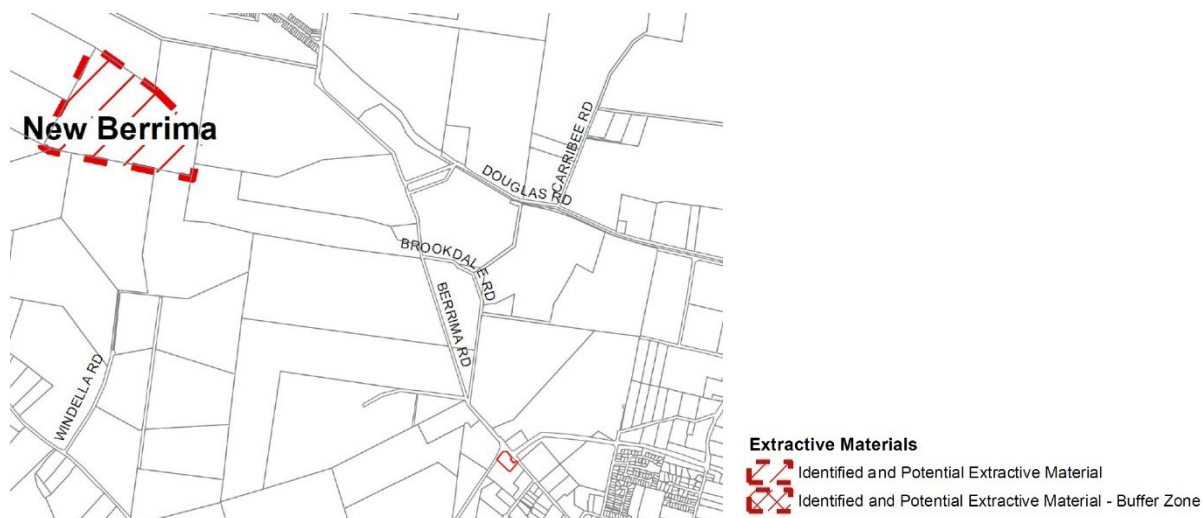 New Berrima
CARRIBEE RD
DOUGLAS RD
BROOKDALE RD
BERRIMA RD
WINDELLA RD
Extractive Materials
Identified and Potential Extractive Material
Identified and Potential Extractive Material - Buffer Zone